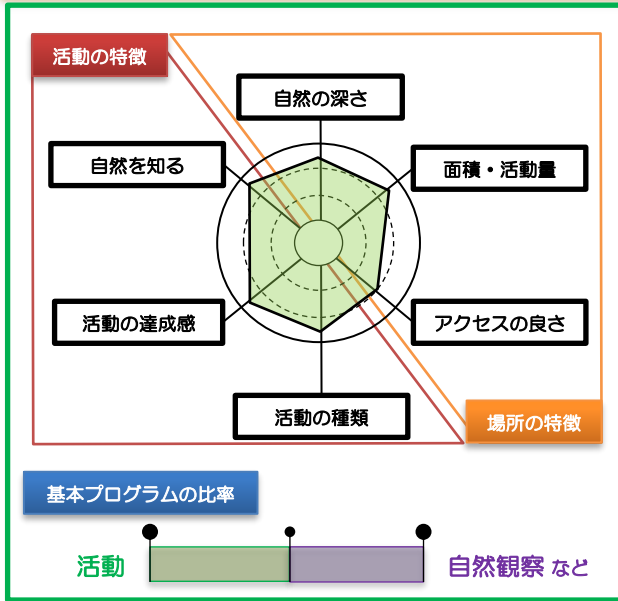 活動の特徴
自然の深さ
自然を知る
面積・活動量
活動の達成感
アクセスの良さ
活動の種類
場所の特徴
基本プログラムの比率
活動
自然観察 など